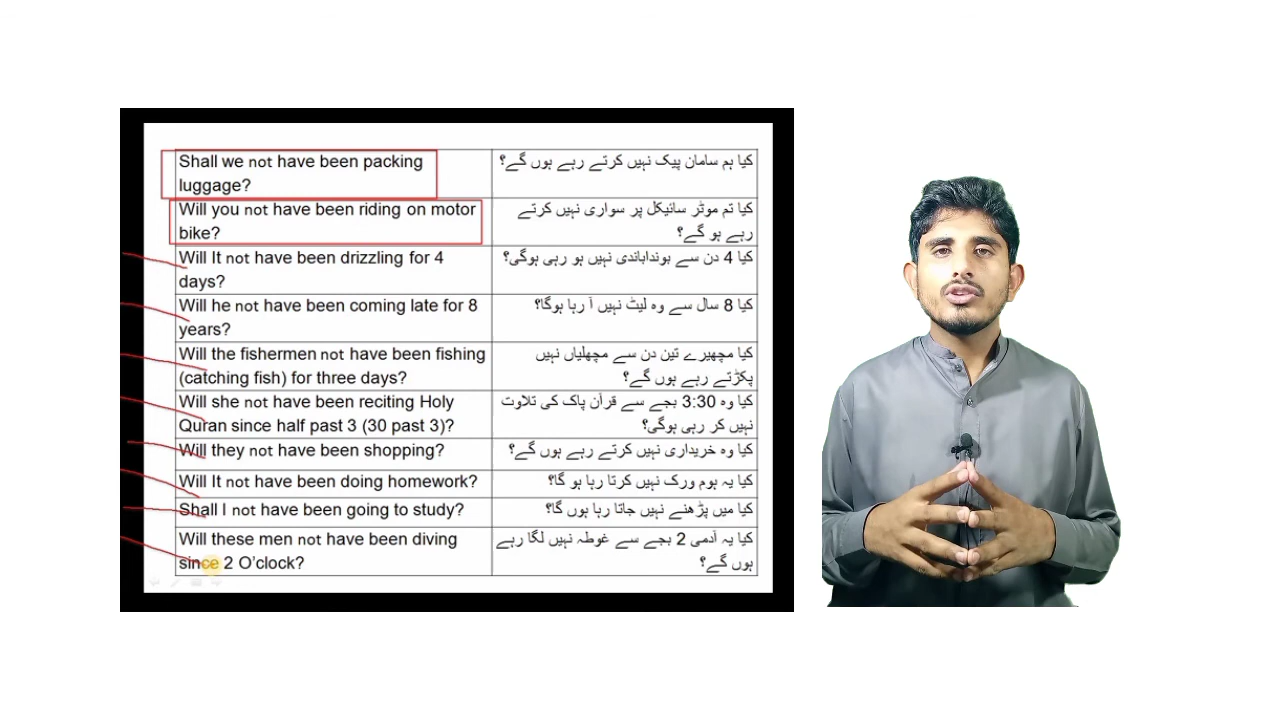 Shall we not have been packing
luggage?
کیا ہم سامان پیک نہیں کرتے رہے ہوں گے؟
Will you not have been riding on motor
bike?
کیا تم موٹر سائیکل پر سواری نہیں کرتے
رہے ہو گے؟
Will It not have been drizzling for 4
days?
کیا 4 دن سے بونداباندی نہیں ہو رہی ہوگی؟
Will he not have been coming late for 8
years?
کیا 8 سال سے وہ لیٹ نہیں آ رہا ہوگا؟
Will the fishermen not have been fishing
(catching fish) for three days?
کیا مچھیرے تین دن سے مچھلیاں نہیں
پکڑتے رہے ہوں گے؟
Will she not have been reciting Holy
Quran since half past 3 (30 past 3)?
کیا وہ 3:30 بجے سے قرآن پاک کی تلاوت
نہیں کر رہی ہوگی؟
Will they not have been shopping?
کیا وہ خریداری نہیں کرتے رہے ہوں گے؟
Will It not have been doing homework?
کیا یہ ہوم ورک نہیں کرتا رہا ہو گا؟
Shall I not have been going to study?
کیا میں پڑھنے نہیں جاتا رہا ہوں گا؟
Will these men not have been diving
since 2 O'clock?
کیا یہ آدمی 2 بجے سے غوطہ نہیں لگا رہے
ہوں گے؟